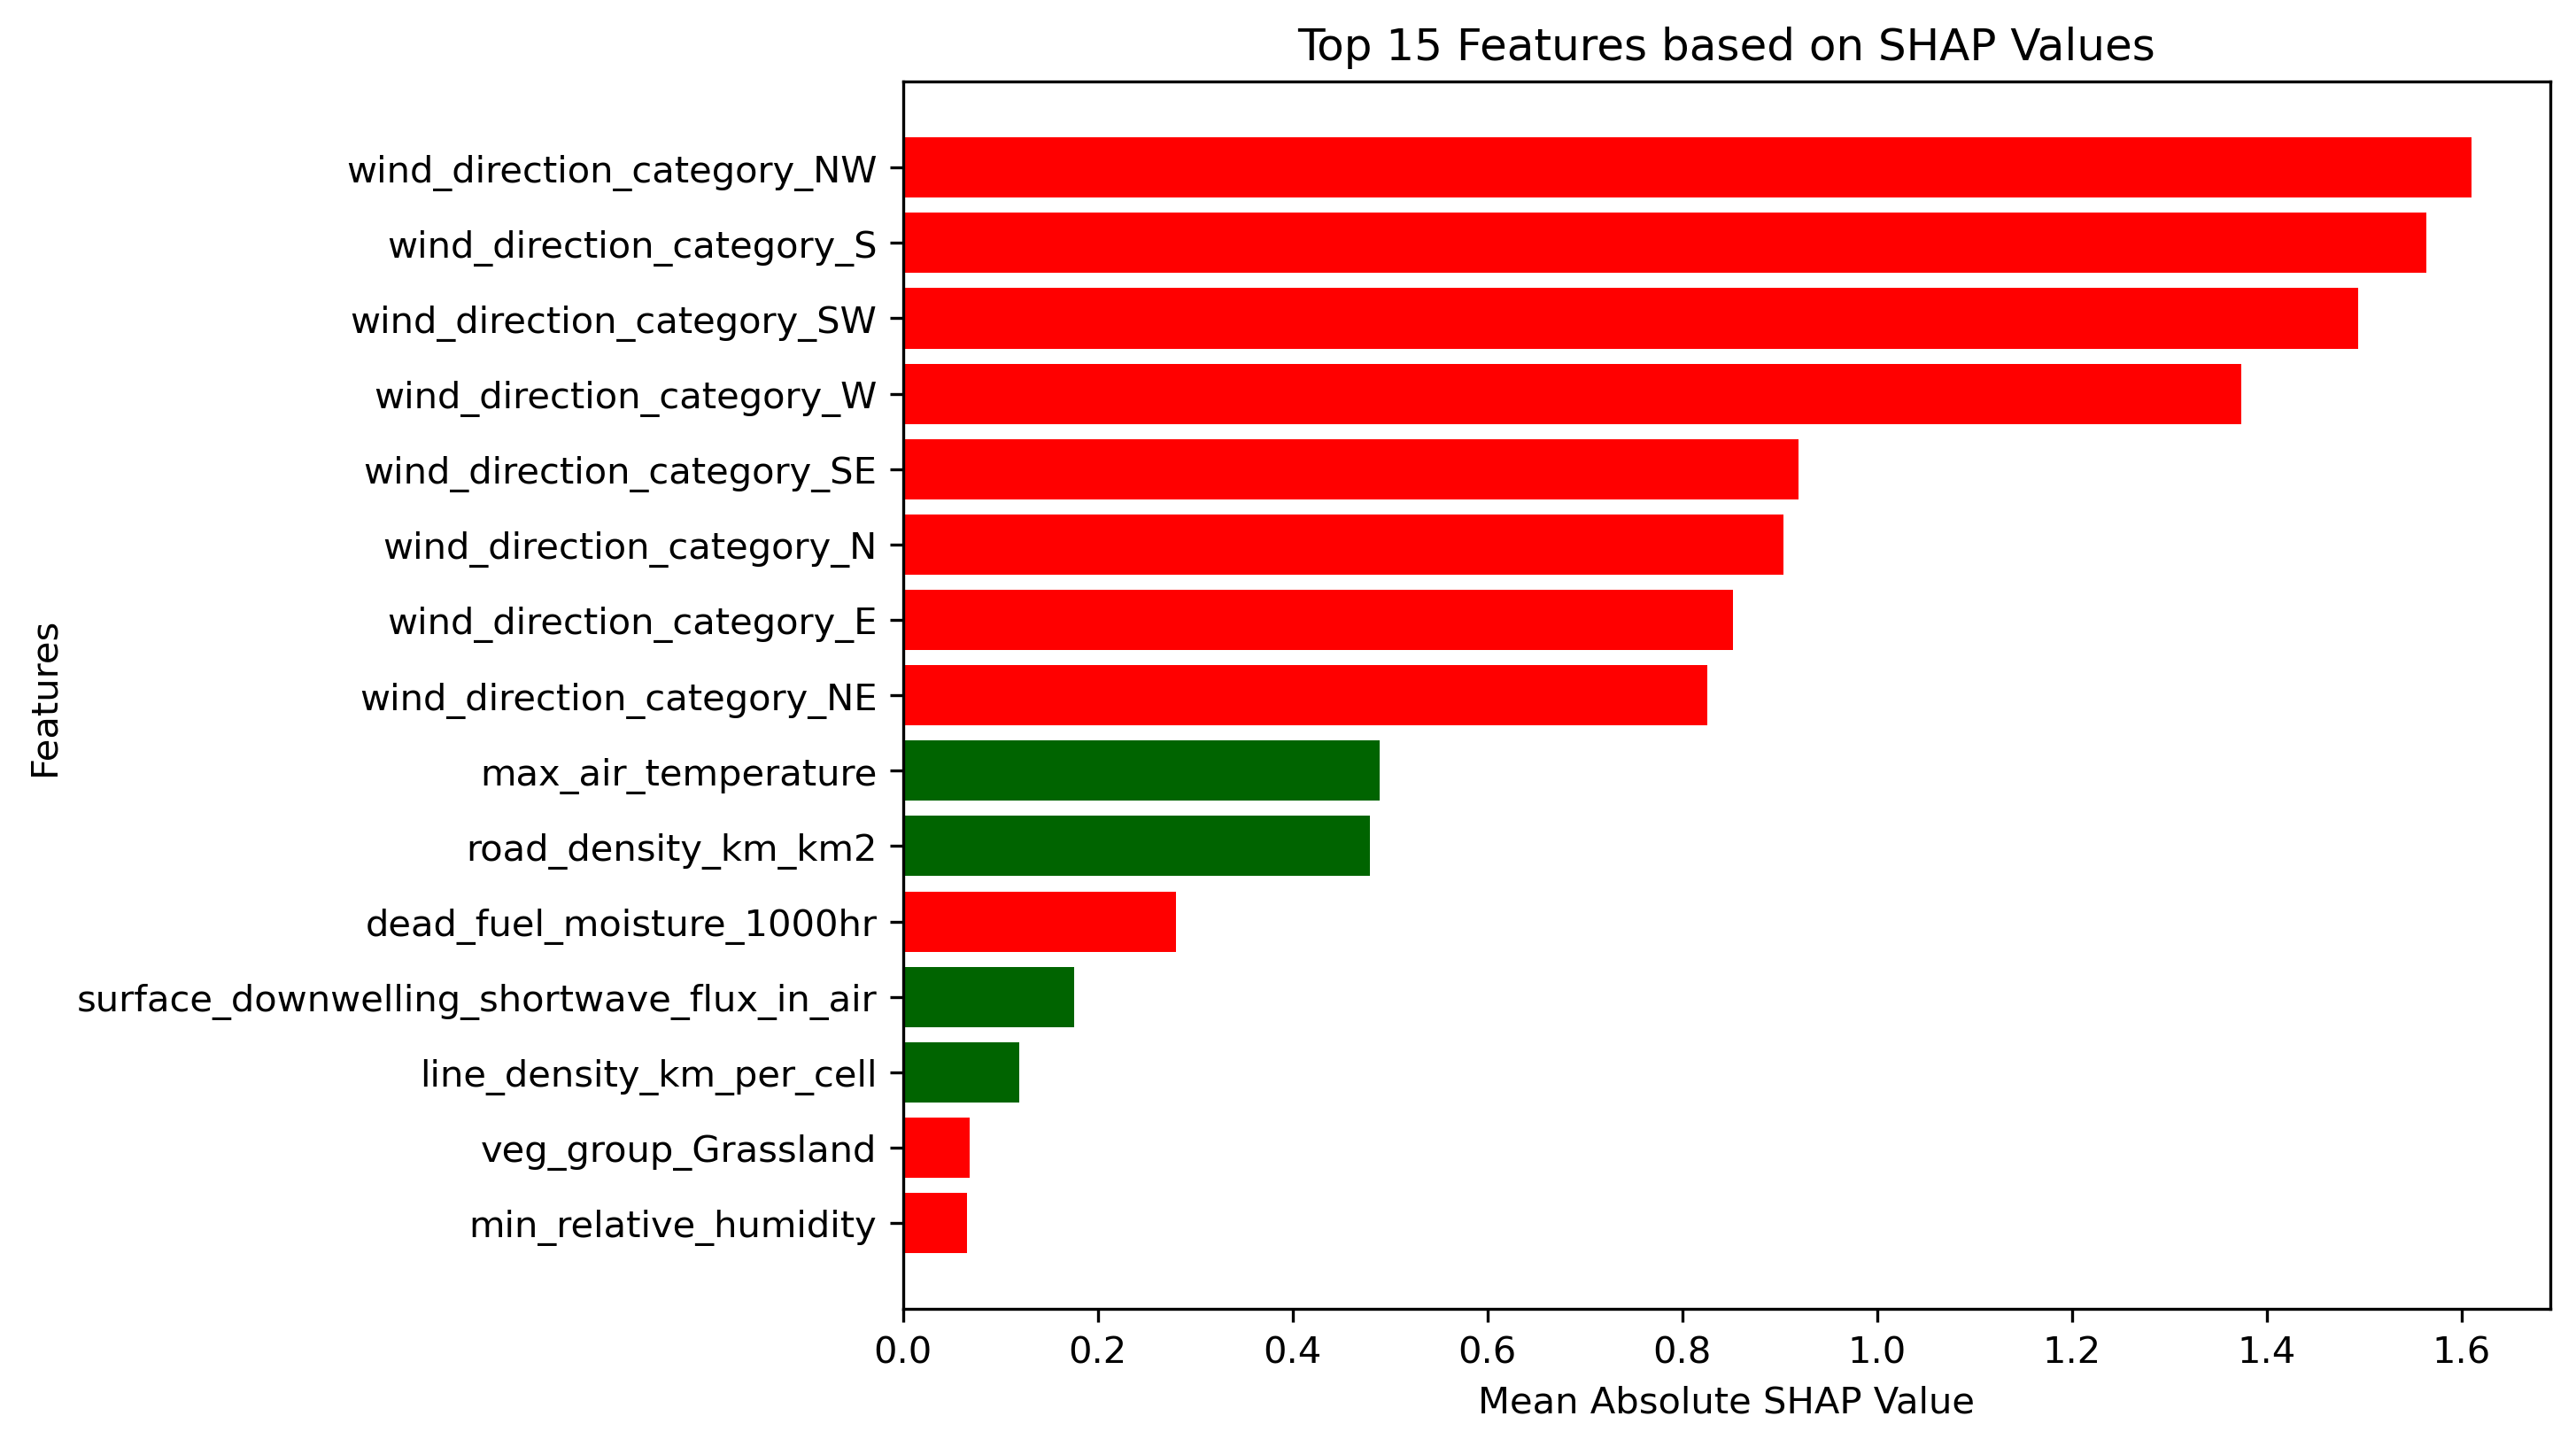 Top 15 Features based on SHAP Values
wind_direction_category_NW
wind_direction_category_S
wind_direction_category_SW
wind_direction_category_W
wind_direction_category_SE
wind_direction_category_N
wind_direction_category_E
wind_direction_category_NE
max_air_temperature
road_density_km_km2
dead_fuel_moisture_1000hr
surface_downwelling_shortwave_flux_in_air
line_density_km_per_cell
veg_group_Grassland
min_relative_humidity
Features
0.0 0.2 0.4 0.6 0.8 1.0 1.2 1.4 1.6
Mean Absolute SHAP Value